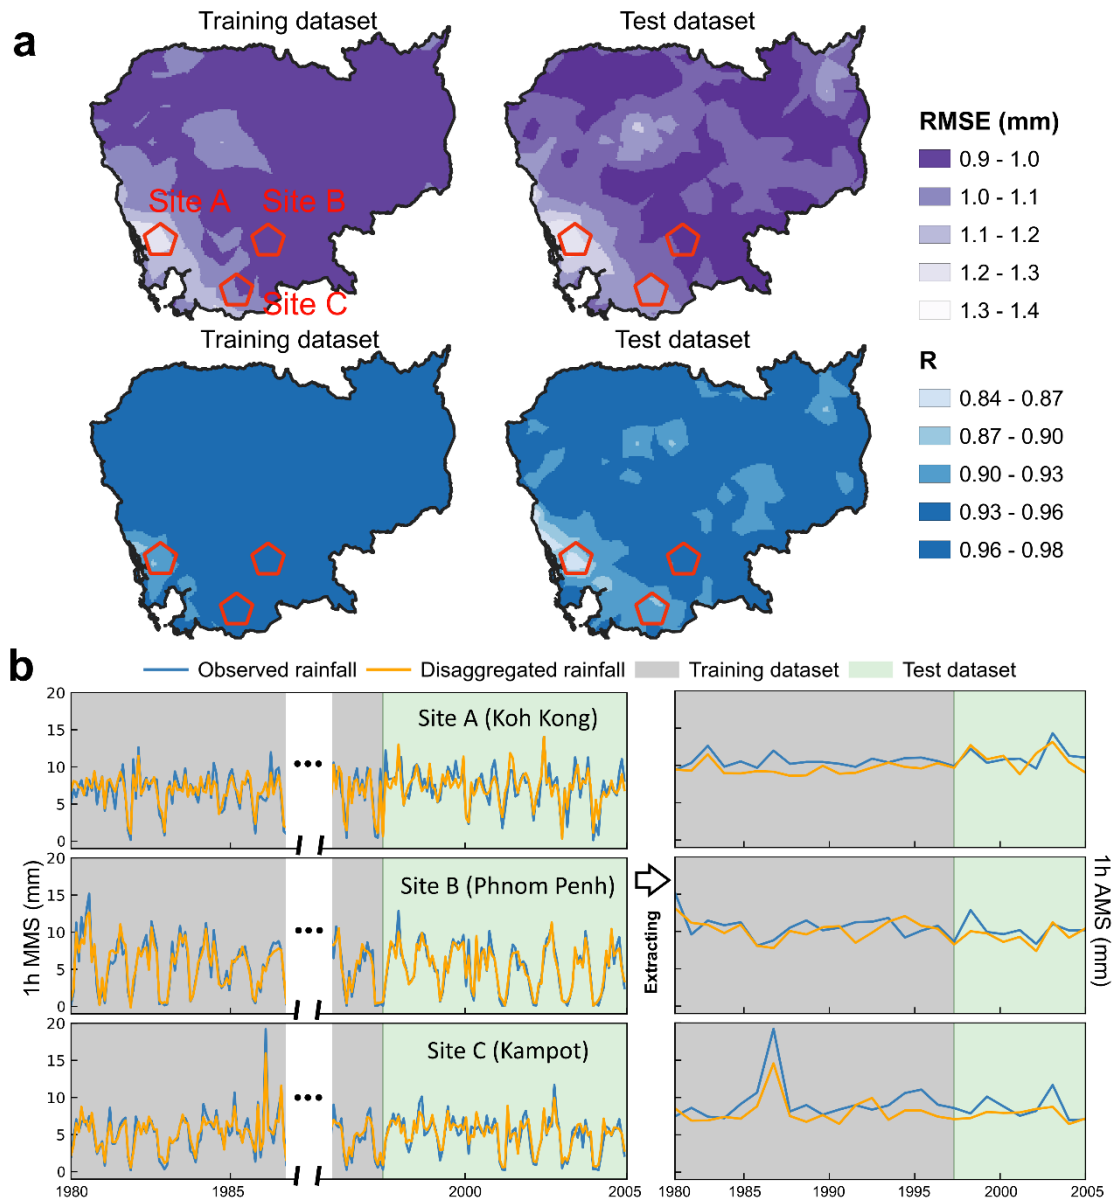 a
Training dataset
Test dataset
Site A
Site B
Site C
RMSE (mm)
0.9 - 1.0
1.0 - 1.1
1.1 - 1.2
1.2 - 1.3
1.3 - 1.4
Training dataset
Test dataset
R
0.84 - 0.87
0.87 - 0.90
0.90 - 0.93
0.93 - 0.96
0.96 - 0.98
b
Observed rainfall
Disaggregated rainfall
Training dataset
Test dataset
20
15
10
5
0
Site A (Koh Kong)
20
15
10
5
0
Site B (Phnom Penh)
20
15
10
5
0
Site C (Kampot)
1h MMS (mm)
Extracting
1h AMS (mm)
1980
1985
2000
2005
1980
1985
1990
1995
2000
2005